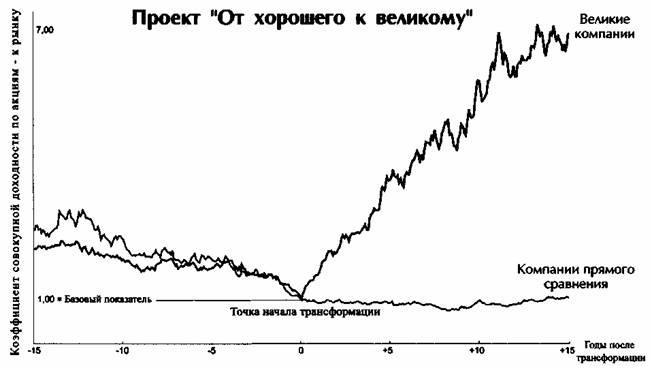 Проект "От хорошего к великому"
Коэффициент совокупной доходности по акциям - к рынку
7,00
Великие
компании
Компании прямого
сравнения
1,00 = Базовый показатель
Точка начала трансформации
-15
-10
-5
0
+5
+10
+15
Годы после
трансформации